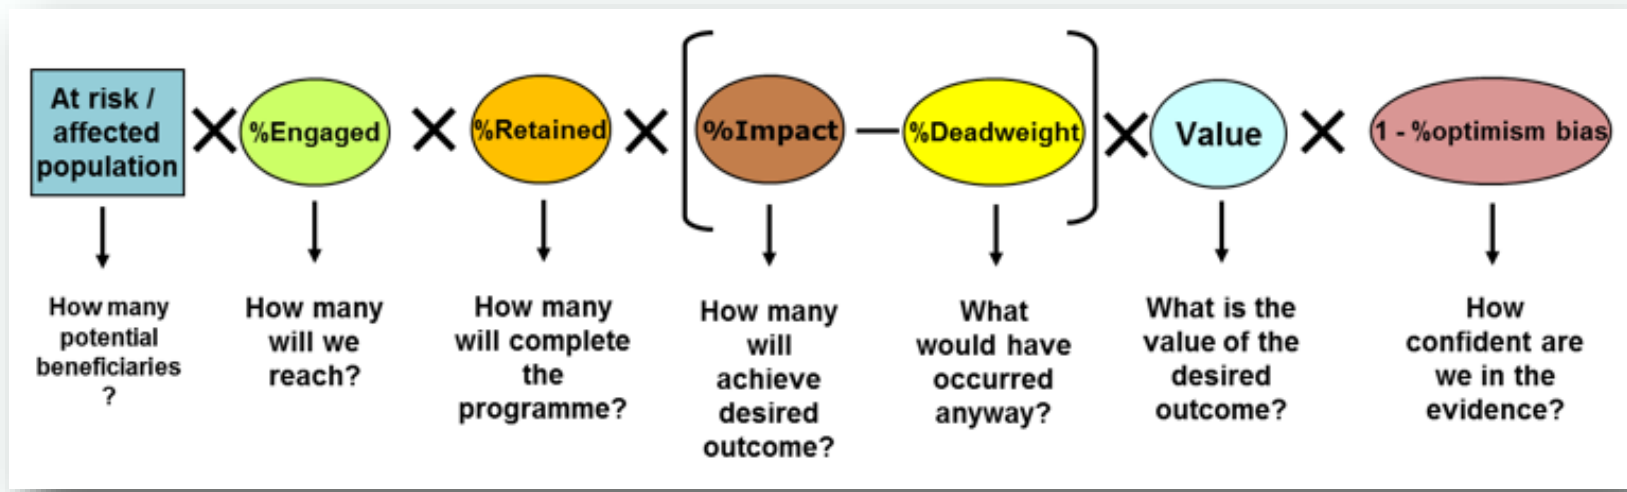 At risk /
affected
population
%Engaged
%Retained
%Impact
%Deadweight
Value
1 - %optimism bias
How many
potential
beneficiaries
?
How many
will we
reach?
How many
will complete
the
programme?
How many
will
achieve
desired
outcome?
What
would have
occurred
anyway?
What is the
value of the
desired
outcome?
How
confident are
we in the
evidence?